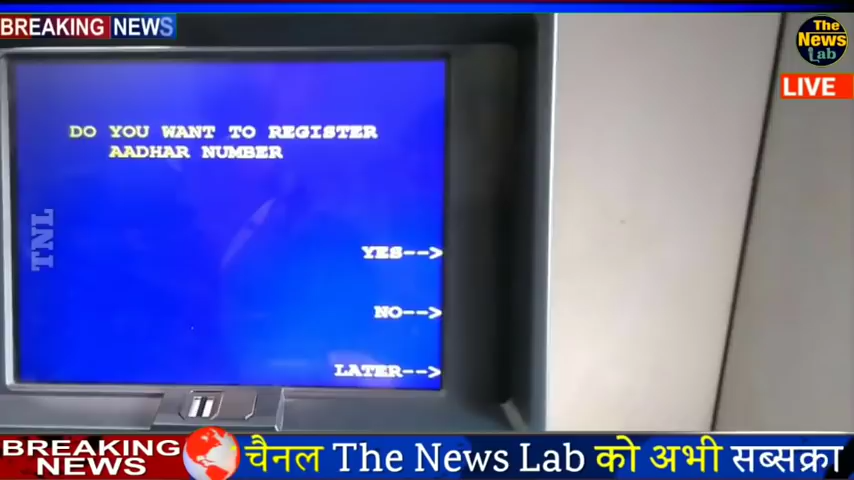 BREAKING NEWS
The
News
Lab
LIVE
DO YOU WANT TO REGISTER
AADHAR NUMBER
TNL
YES-->
NO-->
LATER-->
BREAKING
NEWS
चैनल The News Lab को अभी सब्सक्रा